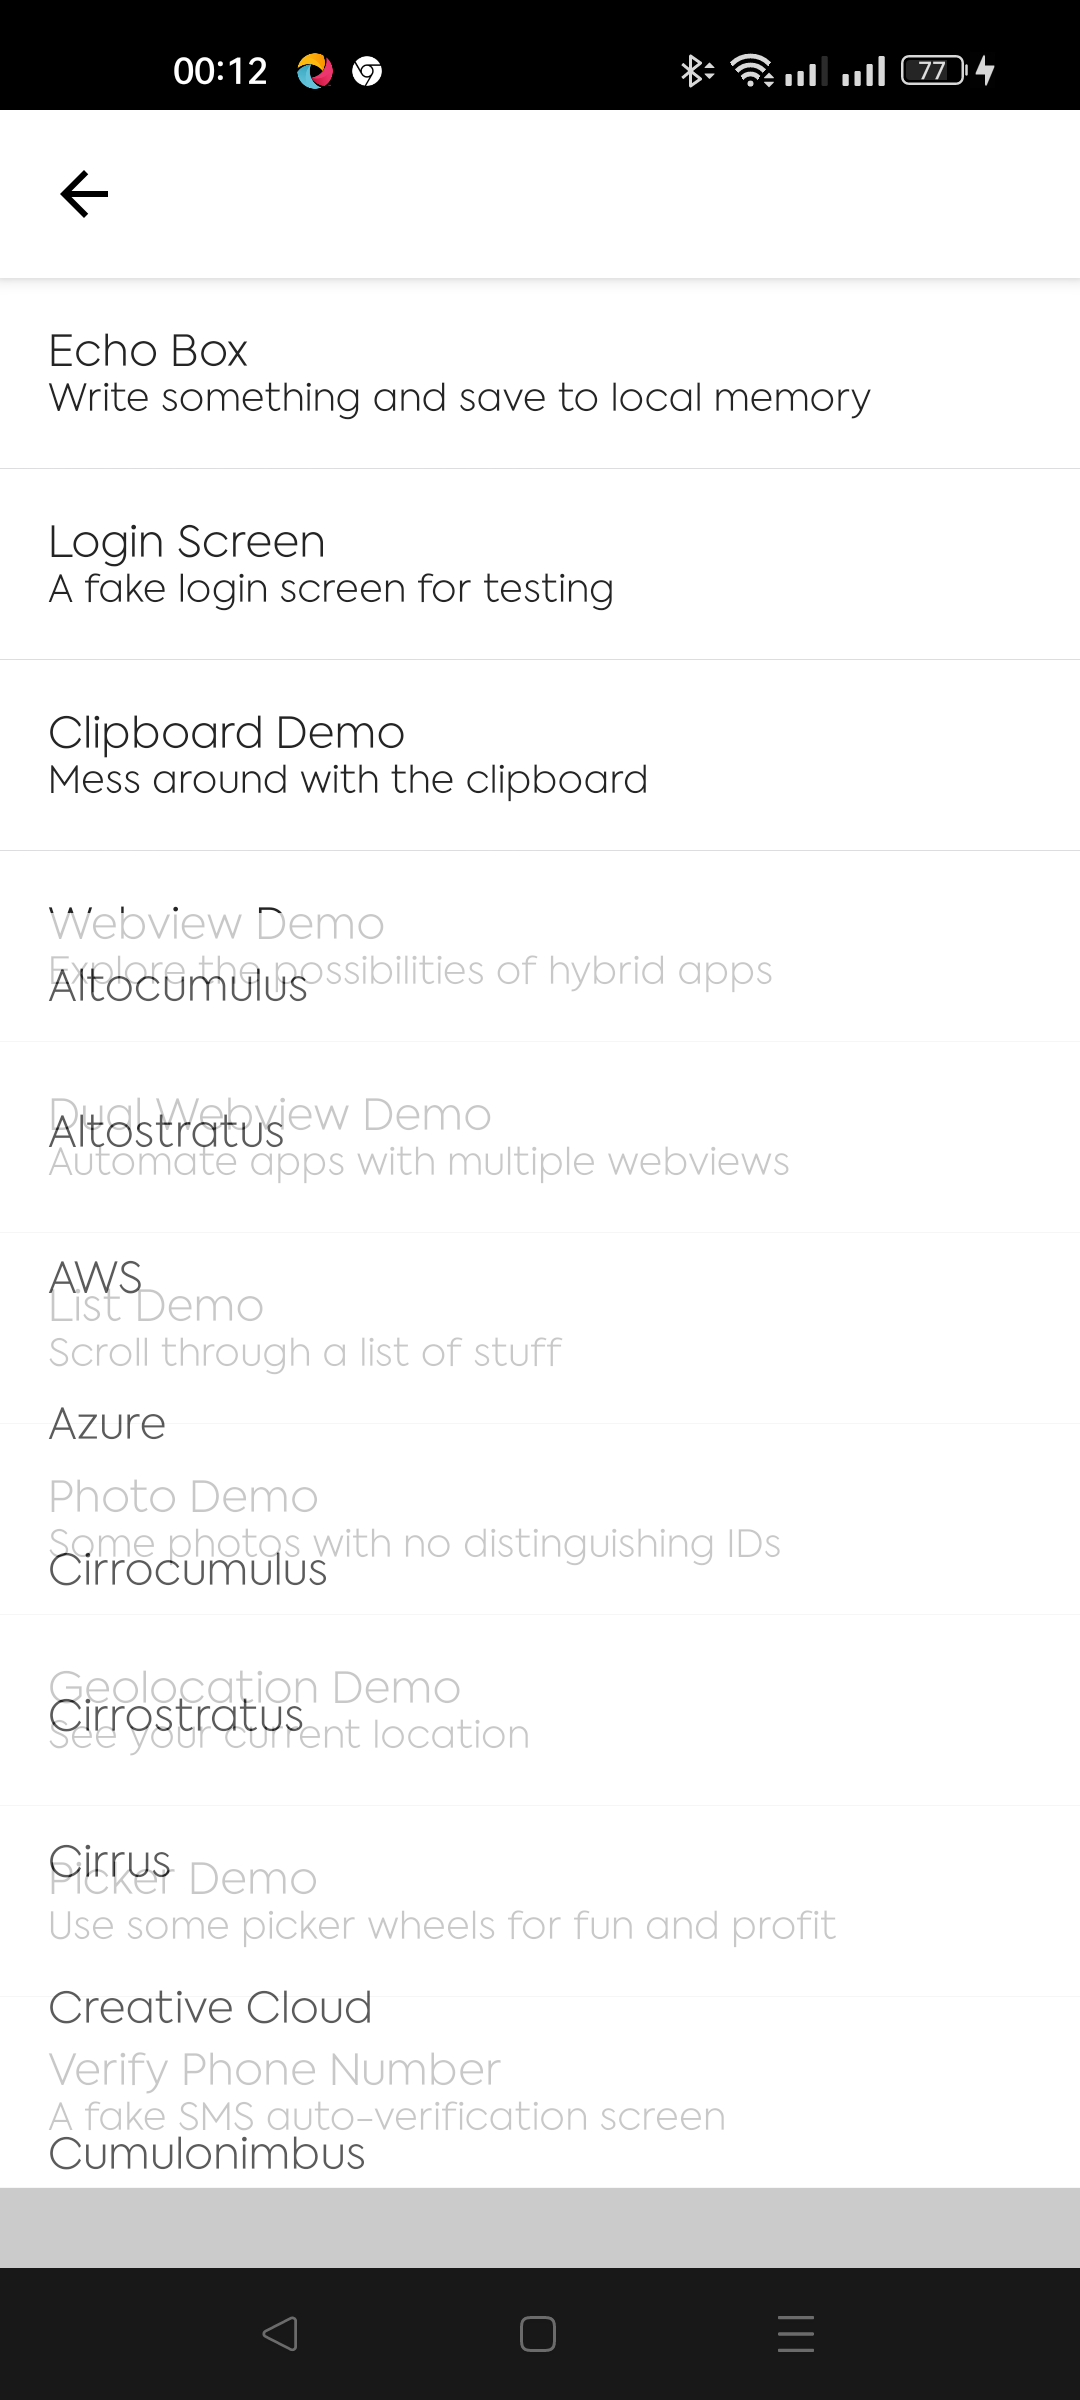 00:12
77
Echo Box
Write something and save to local memory
Login Screen
A fake login screen for testing
Clipboard Demo
Mess around with the clipboard
Webview Demo
Explore the possibilities of hybrid apps
Altocumulus
Dual Webview Demo
Altostratus
Automate apps with multiple webviews
AWS
List Demo
Scroll through a list of stuff
Azure
Photo Demo
Some photos with no distinguishing IDs
Cirrocumulus
Geolocation Demo
Cirrostratus
See your current location
Cirrus
Picker Demo
Use some picker wheels for fun and profit
Creative Cloud
Verify Phone Number
A fake SMS auto-verification screen
Cumulonimbus